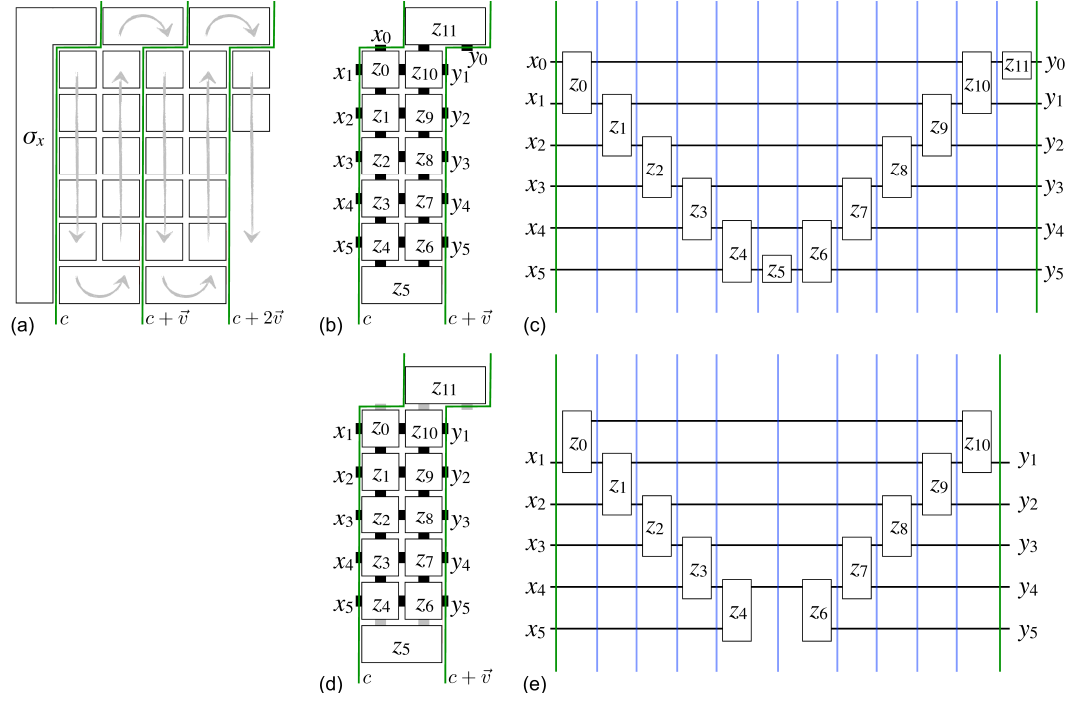 σx
c
c + v⃗
c + 2v⃗
(a)
x0
z11
y0
x1 z0 z10 y1
x2 z1 z9 y2
x3 z2 z8 y3
x4 z3 z7 y4
x5 z4 z6 y5
z5
c
c + v⃗
(b)
x0 z0 z10 z11 y0
x1 z1 z9 y1
x2 z2 z8 y2
x3 z3 z7 y3
x4 z4 z5 z6 y4
x5 y5
(c)
z11
x1 z0 z10 y1
x2 z1 z9 y2
x3 z2 z8 y3
x4 z3 z7 y4
x5 z4 z6 y5
z5
c
c + v⃗
(d)
z0 z10
x1 z1 z9 y1
x2 z2 z8 y2
x3 z3 z7 y3
x4 z4 z6 y4
x5 y5
(e)